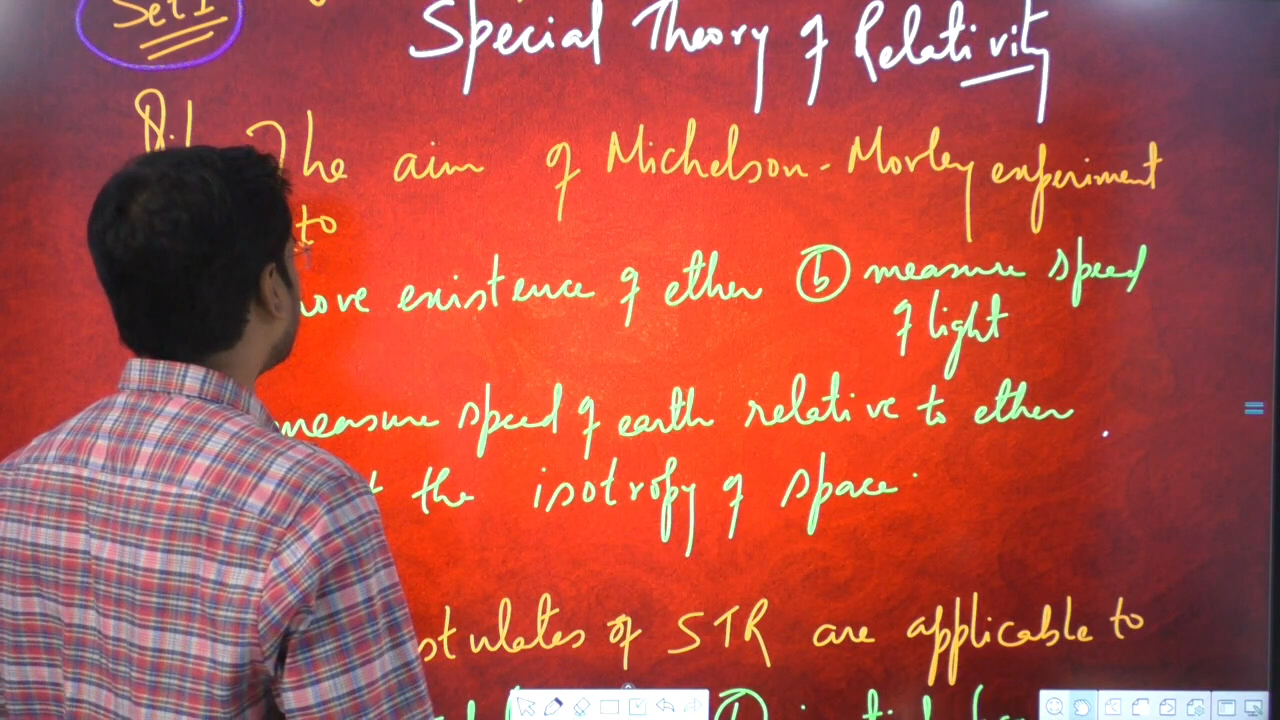 Set I
Special Theory of Relativity
Q.1 The aim of Michelson-Morley experiment
to
rove existence of ether (b) measure speed
of light
measure speed of earth relative to ether
t the isotropy of space.
stulates of STR are applicable to
(b)